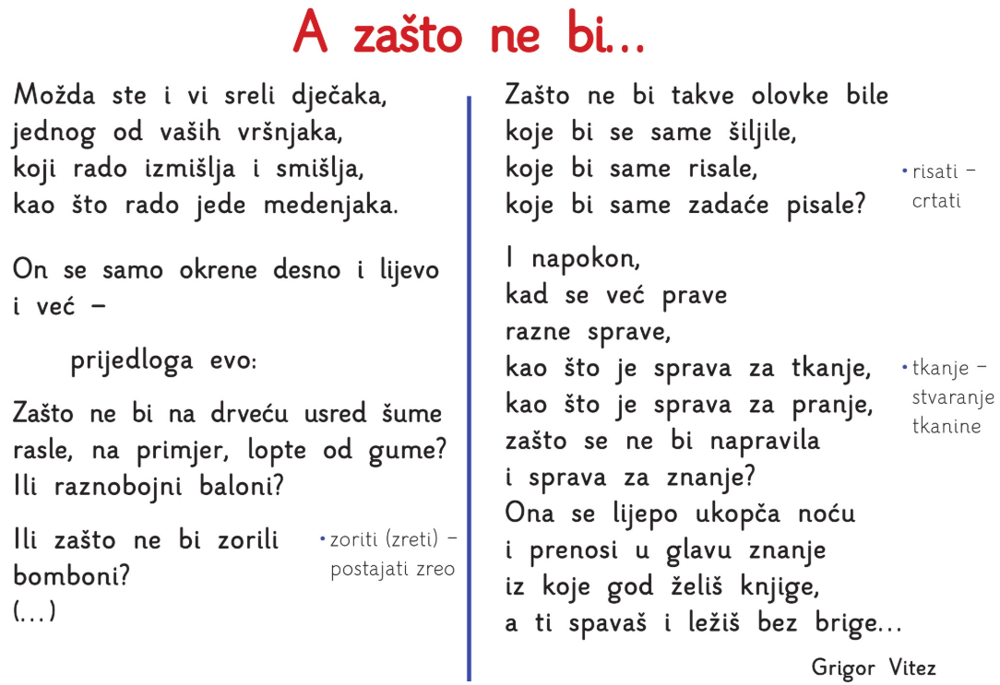 A zašto ne bi...
Možda ste i vi sreli dječaka,
jednog od vaših vršnjaka,
koji rado izmišlja i smišlja,
kao što rado jede medenjaka.
On se samo okrene desno i lijevo
i već –
prijedloga evo:
Zašto ne bi na drveću usred šume
rasle, na primjer, lopte od gume?
Ili raznobojni baloni?
Ili zašto ne bi zorili
bomboni?
(...)
• zoriti (zreti) –
postajati zreo
Zašto ne bi takve olovke bile
koje bi se same šiljile,
koje bi same risale,
koje bi same zadaće pisale?
• risati –
crtati
I napokon,
kad se već prave
razne sprave,
kao što je sprava za tkanje,
kao što je sprava za pranje,
zašto se ne bi napravila
i sprava za znanje?
• tkanje –
stvaranje
tkanine
Ona se lijepo ukopča noću
i prenosi u glavu znanje
iz koje god želiš knjige,
a ti spavaš i ležiš bez brige...
Grigor Vitez